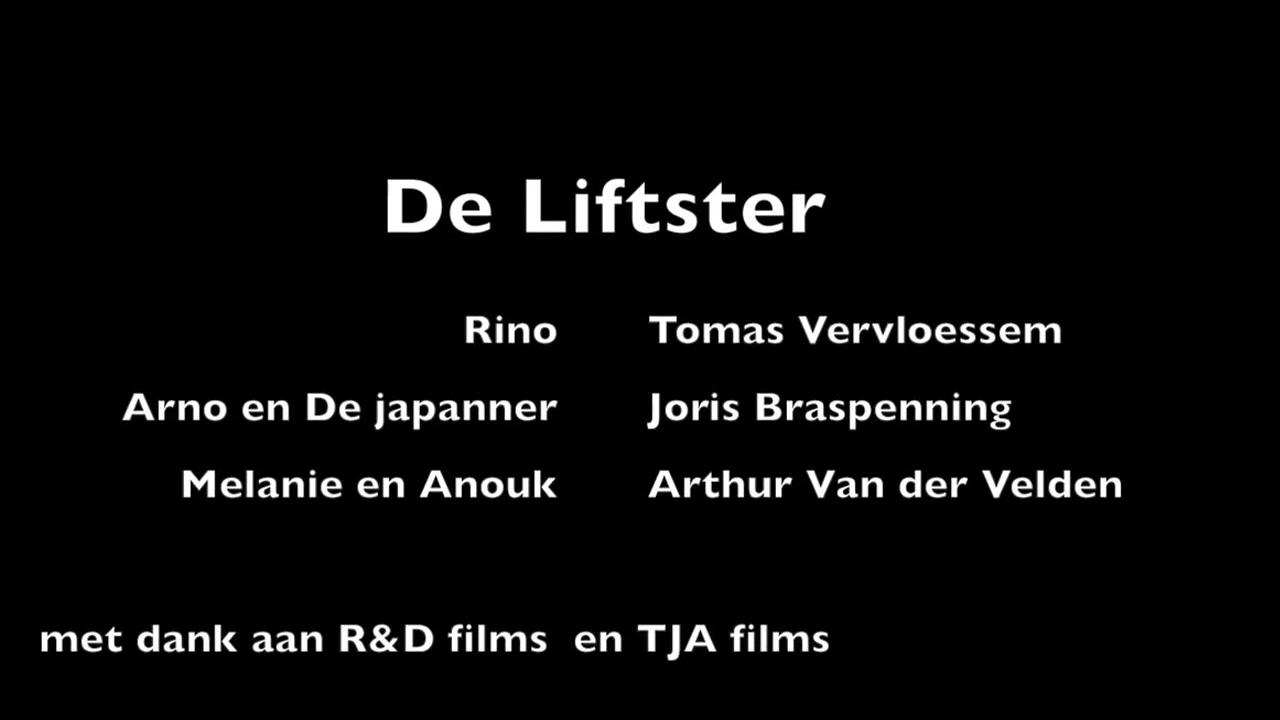 De Liftster
Rino Tomas Vervloessem
Arno en De japanner Joris Braspenning
Melanie en Anouk Arthur Van der Velden
met dank aan R&D films en TJA films